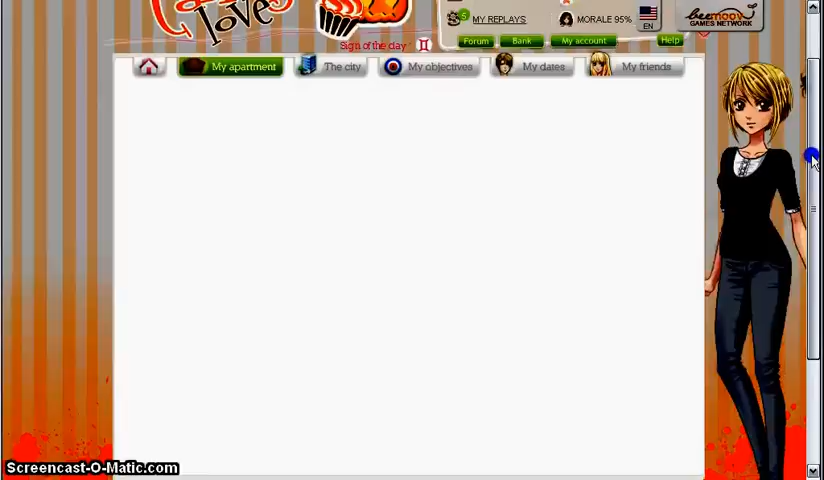 love
MY REPLAYS
MORALE 95%
EN
beemoov
GAMES NETWORK
Sign of the day
Forum
Bank
My account
Help
My apartment
The city
My objectives
My dates
My friends
Screencast-O-Matic.com